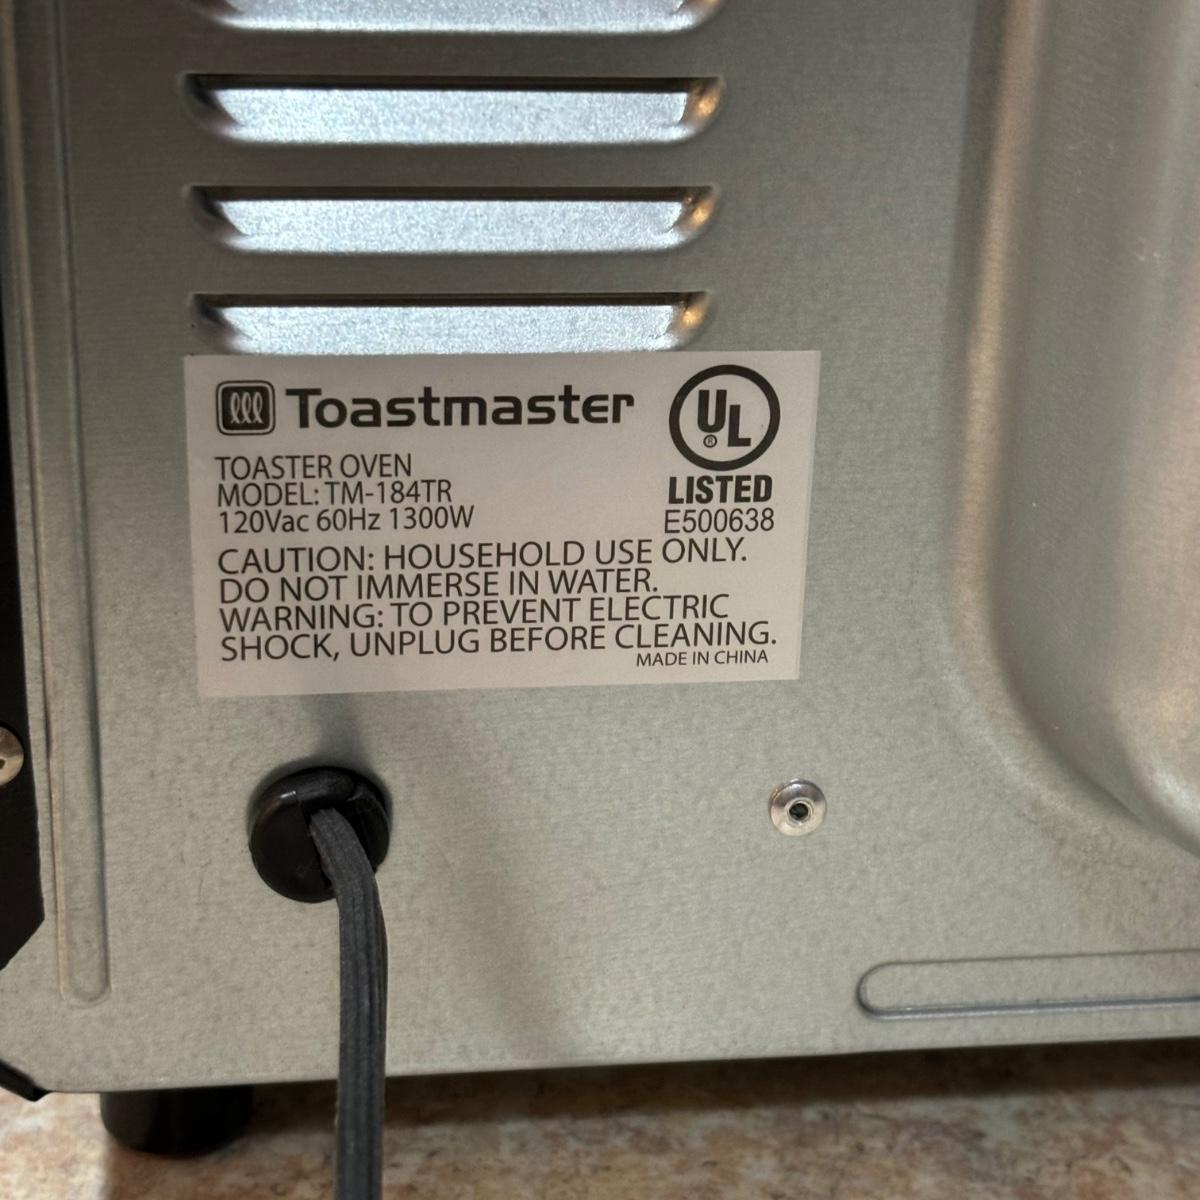 Toastmaster
UL
®
LISTED
E500638
TOASTER OVEN
MODEL: TM-184TR
120Vac 60Hz 1300W
CAUTION: HOUSEHOLD USE ONLY.
DO NOT IMMERSE IN WATER.
WARNING: TO PREVENT ELECTRIC
SHOCK, UNPLUG BEFORE CLEANING.
MADE IN CHINA